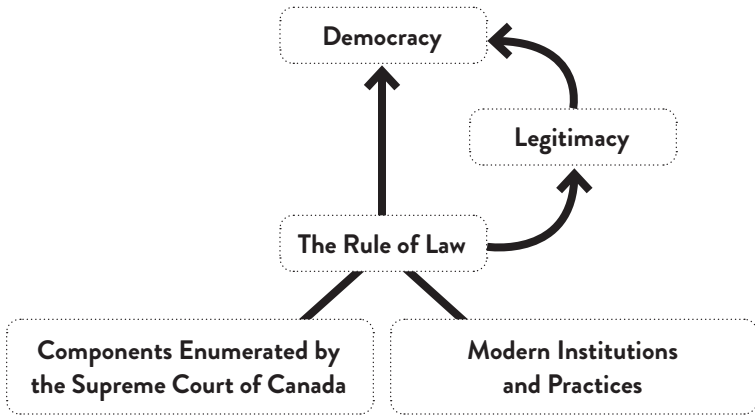 Democracy
Legitimacy
The Rule of Law
Components Enumerated by
the Supreme Court of Canada
Modern Institutions
and Practices